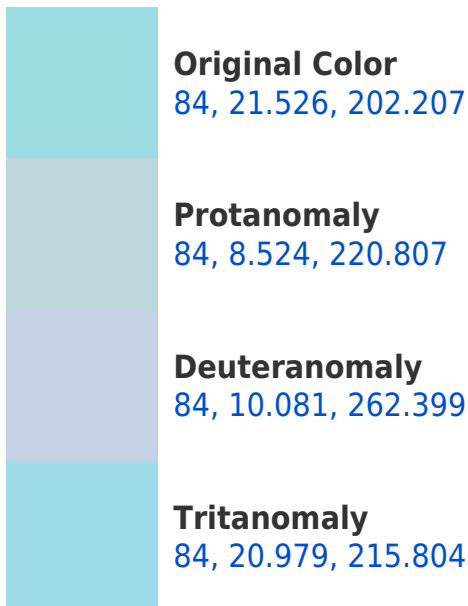 Original Color
84, 21.526, 202.207
Protanomaly
84, 8.524, 220.807
Deuteranomaly
84, 10.081, 262.399
Tritanomaly
84, 20.979, 215.804